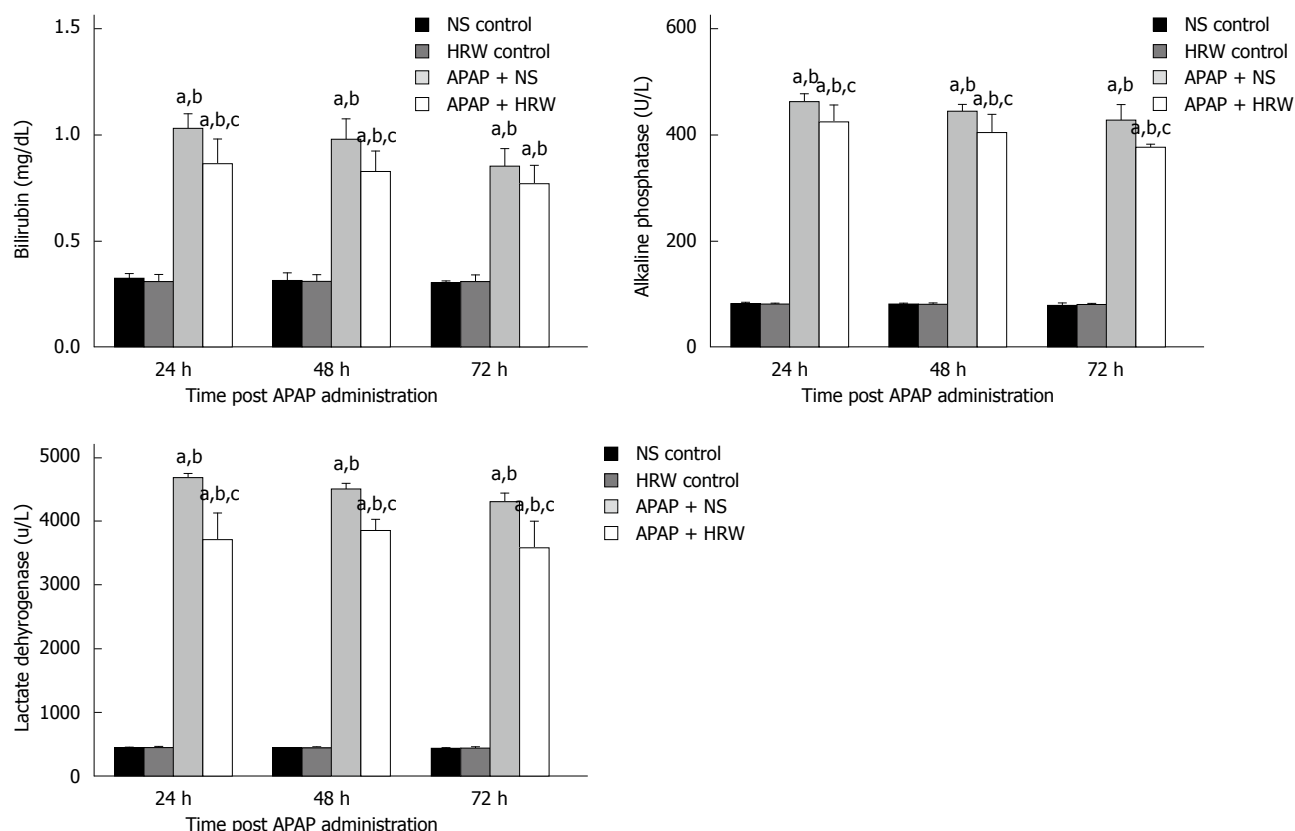 1.5
1.0
0.5
0.0
Bilirubin (mg/dL)
NS control
HRW control
APAP + NS
APAP + HRW
a,b
a,b,c
a,b
a,b,c
a,b
a,b
24 h
48 h
72 h
Time post APAP administration
600
400
200
0
Alkaline phosphatase (U/L)
NS control
HRW control
APAP + NS
APAP + HRW
a,b
a,b,c
a,b
a,b,c
a,b
a,b,c
24 h
48 h
72 h
Time post APAP administration
5000
4000
3000
2000
1000
0
Lactate dehyrogenase (u/L)
NS control
HRW control
APAP + NS
APAP + HRW
a,b
a,b,c
a,b
a,b,c
a,b
a,b,c
24 h
48 h
72 h
Time post APAP administration